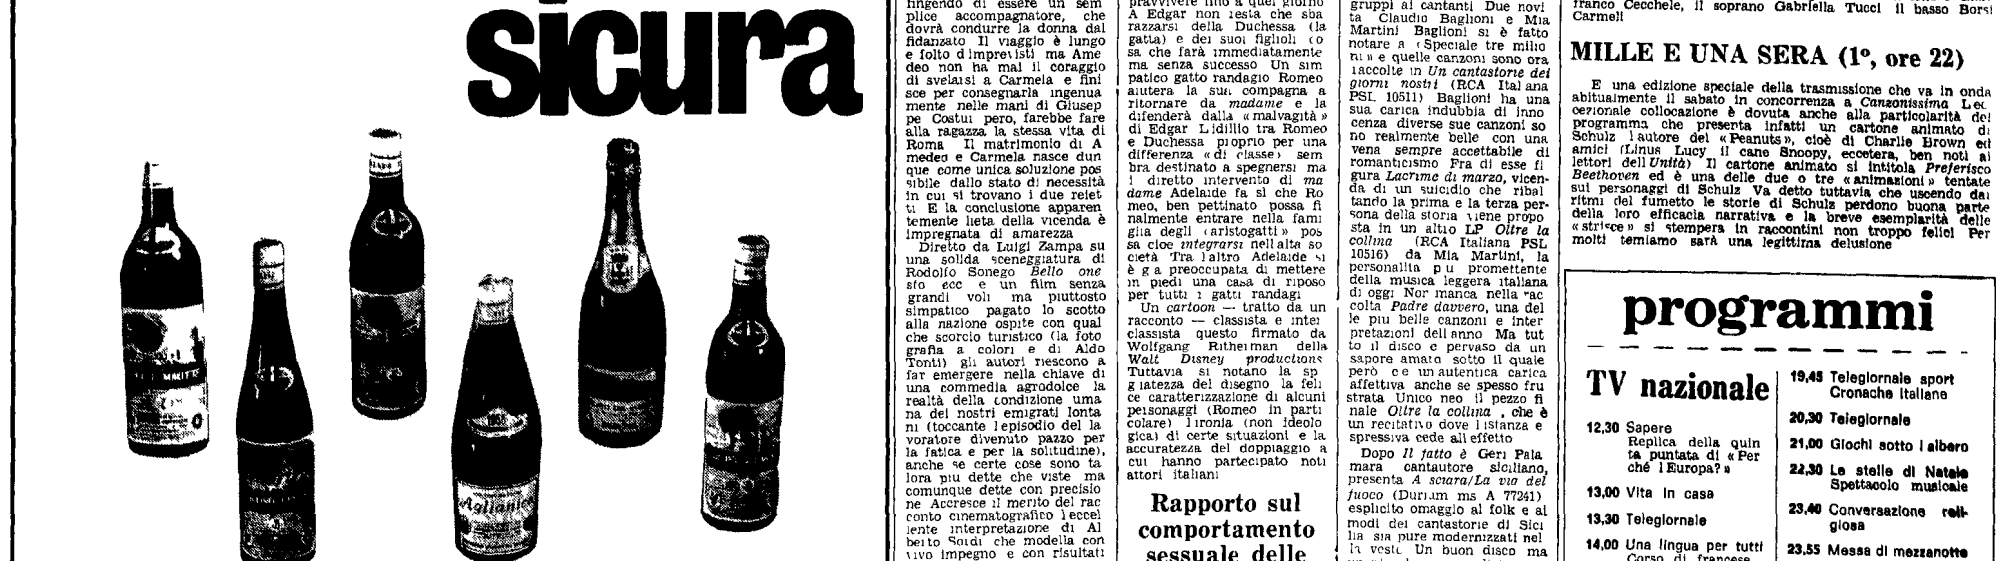 sicura
fingendo di essere un sem
plice accompagnatore, che
dovrà condurre la donna dal
fidanzato Il viaggio è lungo
e folto d imprevisti ma Ame
deo non ha mai il coraggio
di svelarsi a Carmela e fini
sce per consegnarla ingenua
mente nelle mani di Giusep
pe Costui pero, farebbe fare
alla ragazza la stessa vita di
Roma Il matrimonio di A
medeo e Carmela nasce dun
que come unica soluzione pos
sibile dallo stato di necessità
in cui si trovano i due reiet
ti E la conclusione apparen
temente lieta della vicenda è
impregnata di amarezza
Diretto da Luigi Zampa su
una solida sceneggiatura di
Rodolfo Sonego Bello one
sto ecc e un film senza
grandi voli ma piuttosto
simpatico pagato lo scotto
alla nazione ospite con qual
che scorcio turistico (la foto
grafia a colori e di Aldo
Tonti) gli autori riescono a
far emergere nella chiave di
una commedia agrodolce la
realtà della condizione uma
na dei nostri emigrati lonta
ni (toccante l episodio del la
voratore divenuto pazzo per
la fatica e per la solitudine),
anche se certe cose sono ta
lora piu dette che viste ma
comunque dette con precisio
ne Accresce il merito del rac
conto cinematografico l eccel
lente interpretazione di Al
berto Sordi che modella con
vivo impegno e con risultati
pravvivere fino a quel giorno
A Edgar non resta che sba
razzarsi della Duchessa (la
gatta) e dei suoi figlioli co
sa che farà immediatamente
ma senza successo Un sim
patico gatto randagio Romeo
aiutera la sua compagna a
ritornare da madame e la
difenderà dalla « malvagità »
di Edgar L idillio tra Romeo
e Duchessa proprio per una
differenza « di classe » sem
bra destinato a spegnersi ma
i diretto intervento di ma
dame Adelaide fa sì che Ro
meo, ben pettinato possa fi
nalmente entrare nella fami
glia degli « aristogatti » pos
sa cioe integrarsi nell alta so
cietà Tra l altro Adelaide si
è g a preoccupata di mettere
in piedi una casa di riposo
per tutti i gatti randagi
Un cartoon — tratto da un
racconto — classista e inter
classista questo firmato da
Wolfgang Ritherman della
Walt Disney productions
Tuttavia si notano la sp
g iatezza del disegno la feli
ce caratterizzazione di alcuni
personaggi (Romeo in parti
colare) l ironia (non ideolo
gica) di certe situazioni e la
accuratezza del doppiaggio a
cui hanno partecipato noti
attori italiani
Rapporto sul
comportamento
sessuale delle
gruppi ai cantanti Due novi
ta Claudio Baglioni e Mia
Martini Baglioni si è fatto
notare a « Speciale tre milio
ni » e quelle canzoni sono ora
raccolte in Un cantastorie dei
giorni nostri (RCA Ital ana
PSL 10511) Baglioni ha una
sua carica indubbia di inno
cenza diverse sue canzoni so
no realmente belle con una
vena sempre accettabile di
romanticismo Fra di esse fi
gura Lacrime di marzo, vicen-
da di un suicidio che ribal
tando la prima e la terza per-
sona della storia viene propo
sta in un altro LP Oltre la
collina (RCA Italiana PSL
10516) da Mia Martini, la
personalita p u promettente
della musica leggera italiana
di oggi Nor manca nella rac
colta Padre davvero, una del
le piu belle canzoni e inter
pretazioni dell anno Ma tut
to il disco e pervaso da un
sapore amaro sotto il quale
però c e un autentica carica
affettiva anche se spesso fru
strata Unico neo il pezzo fi
nale Oltre la collina , che è
un recitativo dove l istanza e
spressiva cede all effetto
Dopo Il fatto è Geri Pala
mara cantautore siciliano,
presenta A sciara/La via del
fuoco (Durium ms A 77241)
esplicito omaggio al folk e ai
modi dei cantastorie di Sici
lia sia pure modernizzati nel
la veste Un buon disco ma
franco Cecchele, il soprano Gabriella Tucci il basso Borsi
Carmeli
MILLE E UNA SERA (1º, ore 22)
E una edizione speciale della trasmissione che va in onda
abitualmente il sabato in concorrenza a Canzonissima L ec
cezionale collocazione è dovuta anche alla particolarità del
programma che presenta infatti un cartone animato di
Schulz l autore dei « Peanuts », cioè di Charlie Brown ed
amici (Linus Lucy il cane Snoopy, eccetera, ben noti ai
lettori dell Unità) Il cartone animato si intitola Preferisco
Beethoven ed è una delle due o tre « animazioni » tentate
sui personaggi di Schulz Va detto tuttavia che uscendo dai
ritmi del fumetto le storie di Schulz perdono buona parte
della loro efficacia narrativa e la breve esemplarità delle
« strisce » si stempera in raccontini non troppo felici Per
molti temiamo sarà una legittima delusione
programmi
TV nazionale
12,30 Sapere
Replica della quin
ta puntata di « Per
ché l Europa? »
13,00 Vita in casa
13,30 Telegiornale
14,00 Una lingua per tutti
Corso di francese
19,45 Telegiornale sport
Cronache italiane
20,30 Telegiornale
21,00 Giochi sotto l albero
22,30 Le stelle di Natale
Spettacolo musicale
23,40 Conversazione reli-
giosa
23,55 Messa di mezzanotte
Aglianico